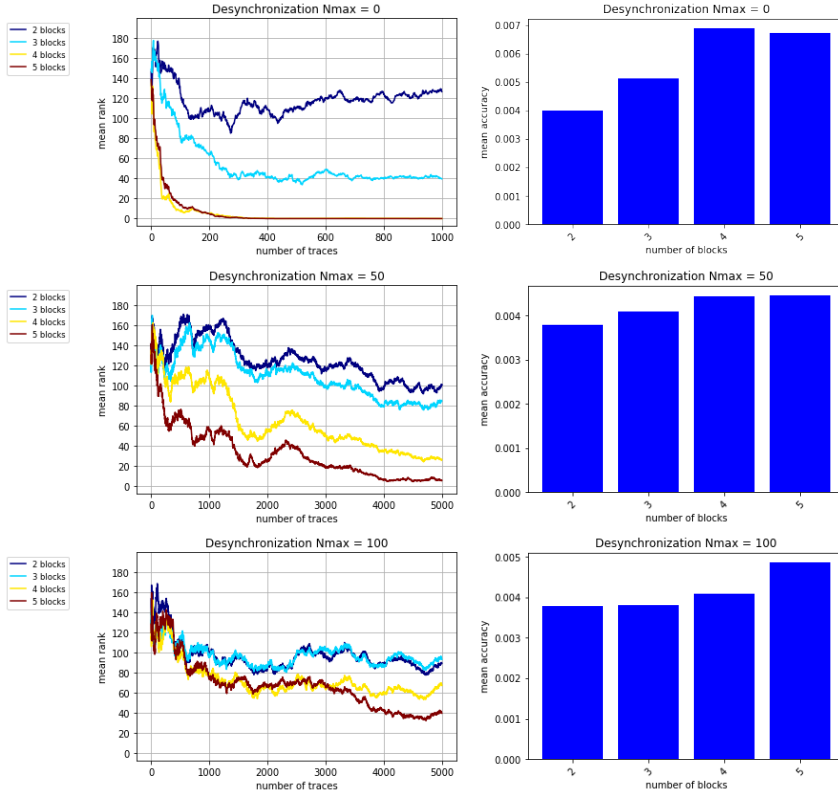 Desynchronization Nmax = 0
2 blocks
3 blocks
4 blocks
5 blocks
mean rank
180
160
140
120
100
80
60
40
20
0
0
200
400
600
800
1000
number of traces
Desynchronization Nmax = 0
mean accuracy
0.007
0.006
0.005
0.004
0.003
0.002
0.001
0.000
2
3
4
5
number of blocks
Desynchronization Nmax = 50
2 blocks
3 blocks
4 blocks
5 blocks
mean rank
180
160
140
120
100
80
60
40
20
0
0
1000
2000
3000
4000
5000
number of traces
Desynchronization Nmax = 50
mean accuracy
0.004
0.003
0.002
0.001
0.000
2
3
4
5
number of blocks
Desynchronization Nmax = 100
2 blocks
3 blocks
4 blocks
5 blocks
mean rank
180
160
140
120
100
80
60
40
20
0
0
1000
2000
3000
4000
5000
number of traces
Desynchronization Nmax = 100
mean accuracy
0.005
0.004
0.003
0.002
0.001
0.000
2
3
4
5
number of blocks